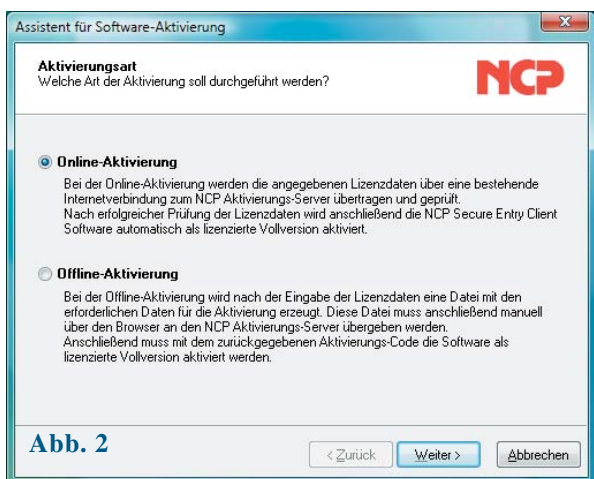 Assistent für Software-Aktivierung
Aktivierungsart
Welche Art der Aktivierung soll durchgeführt werden?
NCP
Online-Aktivierung
Bei der Online-Aktivierung werden die angegebenen Lizenzdaten über eine bestehende
Internetverbindung zum NCP Aktivierungs-Server übertragen und geprüft.
Nach erfolgreicher Prüfung der Lizenzdaten wird anschließend die NCP Secure Entry Client
Software automatisch als lizenzierte Vollversion aktiviert.
Offline-Aktivierung
Bei der Offline-Aktivierung wird nach der Eingabe der Lizenzdaten eine Datei mit den
erforderlichen Daten für die Aktivierung erzeugt. Diese Datei muss anschließend manuell
über den Browser an den NCP Aktivierungs-Server übergeben werden.
Anschließend muss mit dem zurückgegebenen Aktivierungs-Code die Software als
lizenzierte Vollversion aktiviert werden.
Abb. 2
< Zurück Weiter > Abbrechen